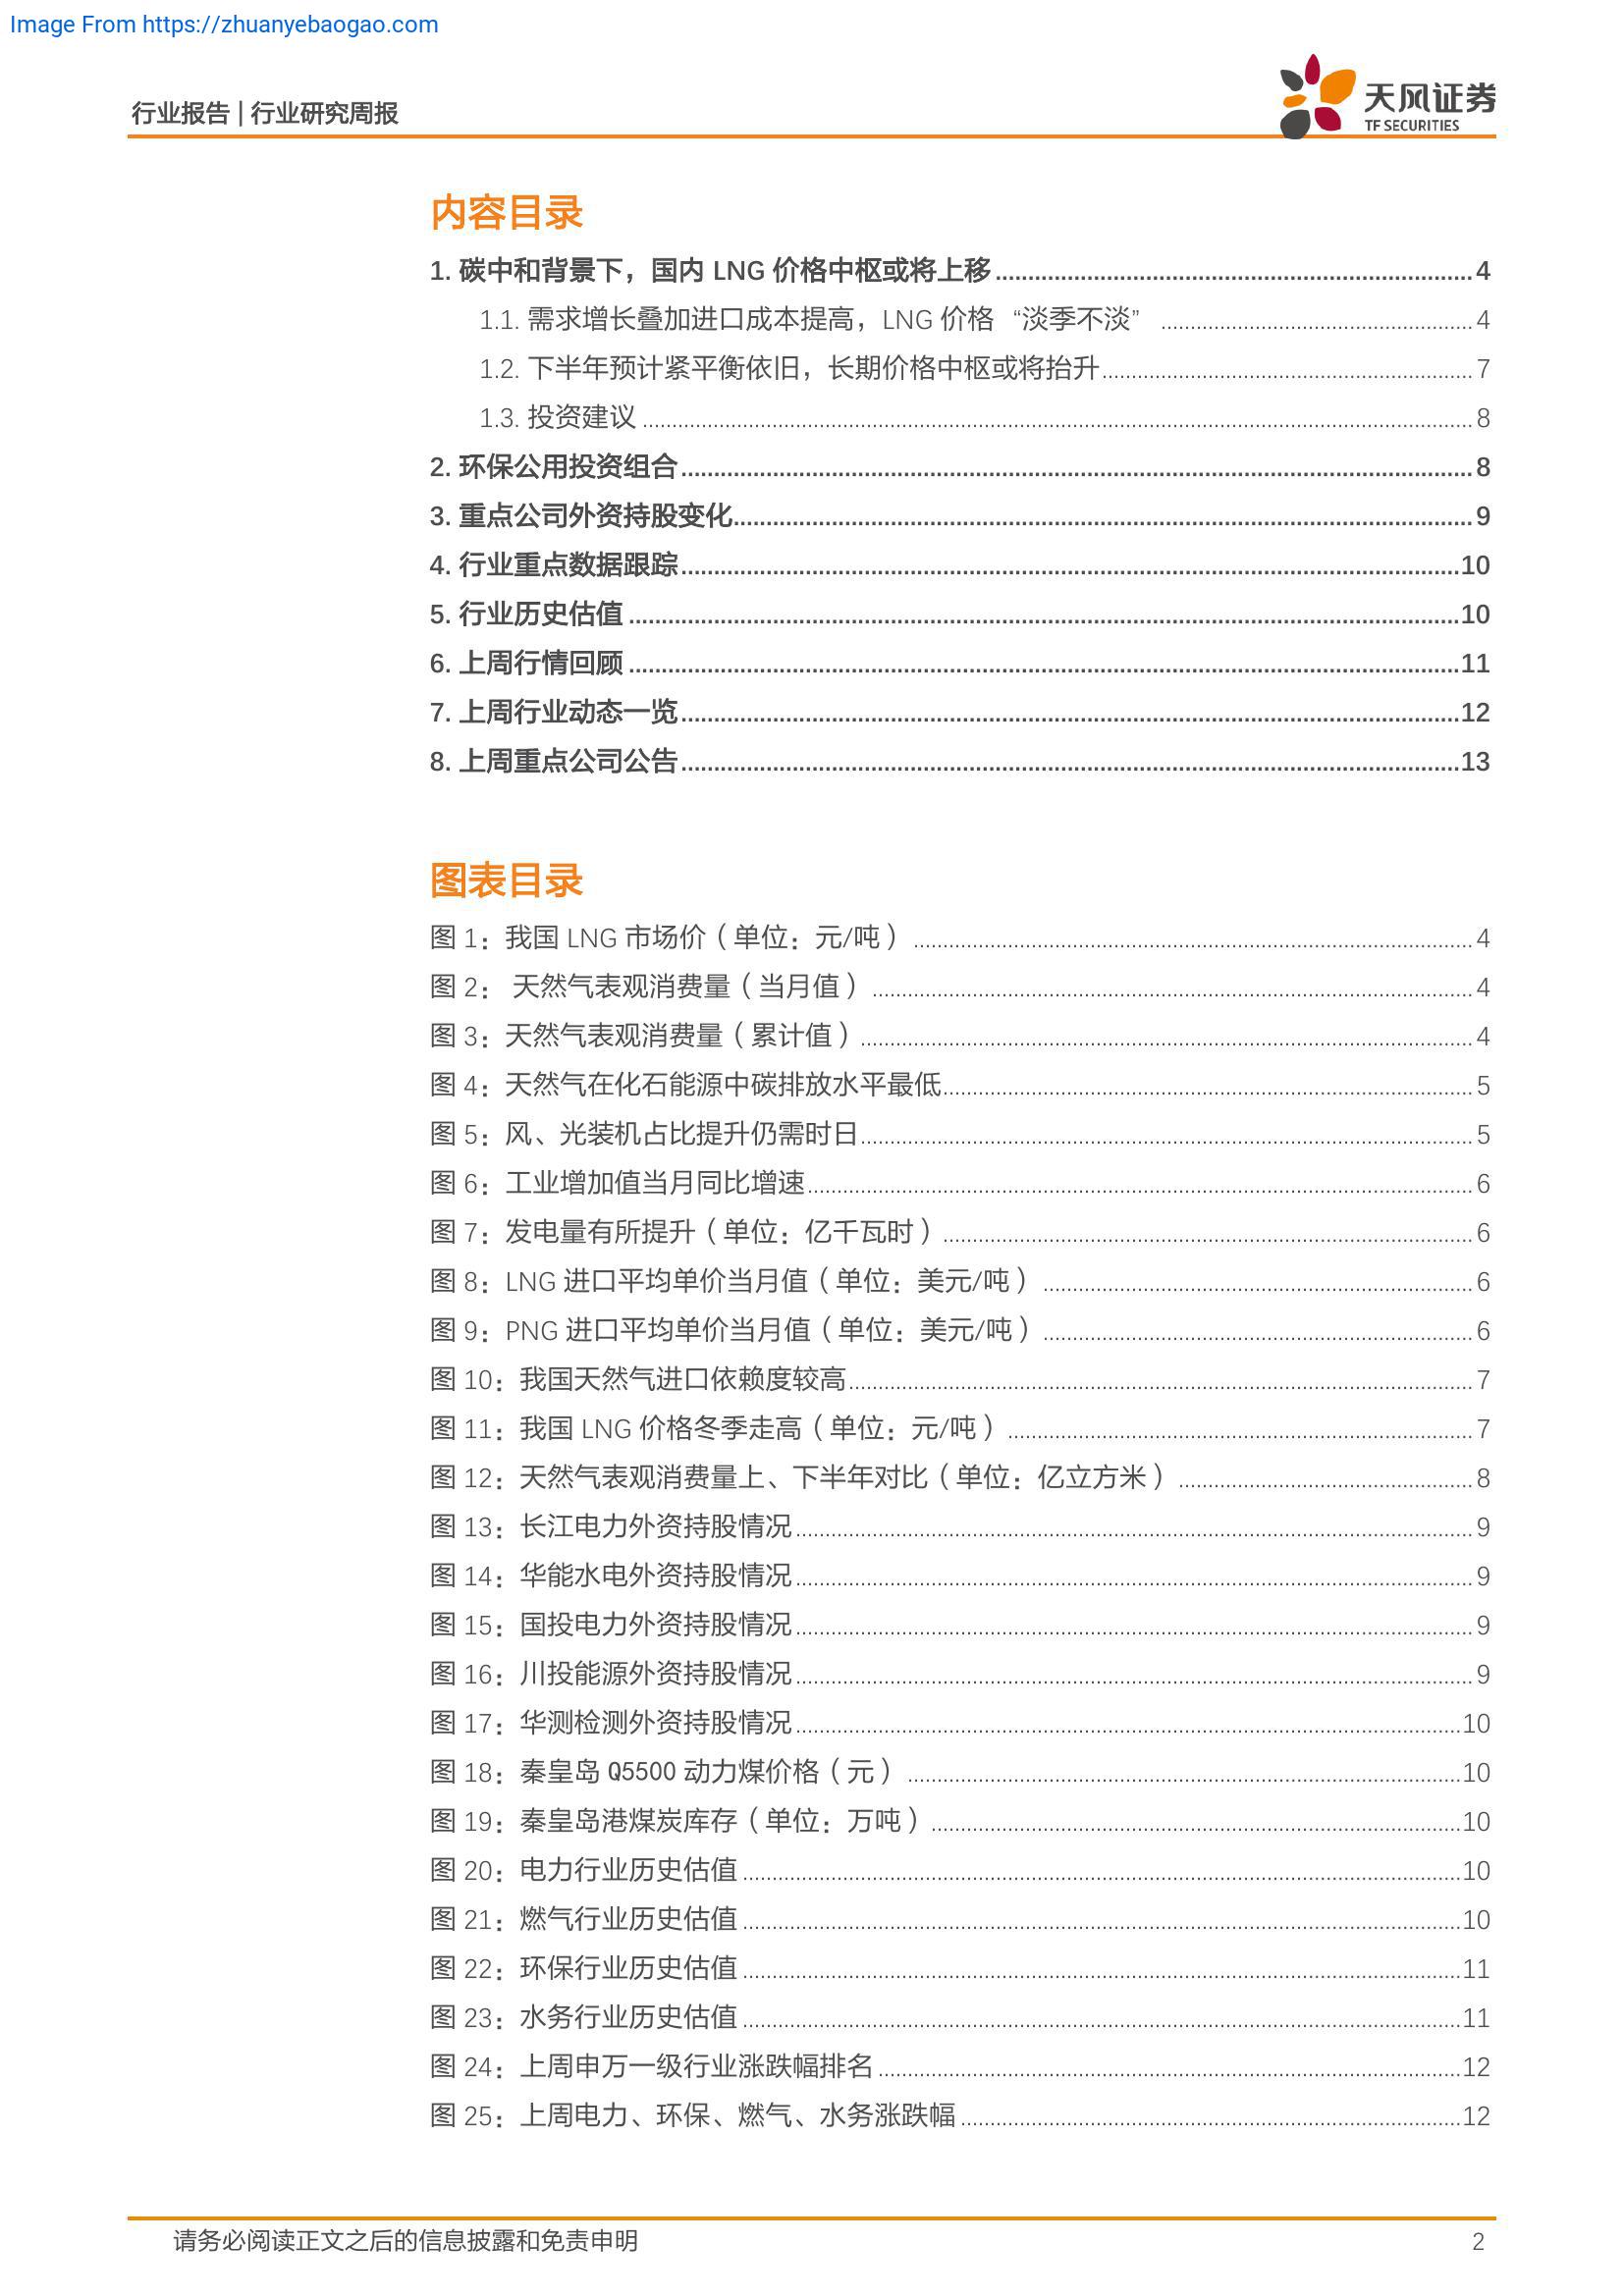 Image From https://zhuanyebaogao.com
行业报告 | 行业研究周报
天风证券
TF SECURITIES
内容目录
1. 碳中和背景下，国内 LNG 价格中枢或将上移 4
1.1. 需求增长叠加进口成本提高，LNG 价格 “淡季不淡” 4
1.2. 下半年预计紧平衡依旧，长期价格中枢或将抬升 7
1.3. 投资建议 8
2. 环保公用投资组合 8
3. 重点公司外资持股变化 9
4. 行业重点数据跟踪 10
5. 行业历史估值 10
6. 上周行情回顾 11
7. 上周行业动态一览 12
8. 上周重点公司公告 13
图表目录
图 1：我国 LNG 市场价（单位：元/吨） 4
图 2： 天然气表观消费量（当月值） 4
图 3：天然气表观消费量（累计值） 4
图 4：天然气在化石能源中碳排放水平最低 5
图 5：风、光装机占比提升仍需时日 5
图 6：工业增加值当月同比增速 6
图 7：发电量有所提升（单位：亿千瓦时） 6
图 8：LNG 进口平均单价当月值（单位：美元/吨） 6
图 9：PNG 进口平均单价当月值（单位：美元/吨） 6
图 10：我国天然气进口依赖度较高 7
图 11：我国 LNG 价格冬季走高（单位：元/吨） 7
图 12：天然气表观消费量上、下半年对比（单位：亿立方米） 8
图 13：长江电力外资持股情况 9
图 14：华能水电外资持股情况 9
图 15：国投电力外资持股情况 9
图 16：川投能源外资持股情况 9
图 17：华测检测外资持股情况 10
图 18：秦皇岛 Q5500 动力煤价格（元） 10
图 19：秦皇岛港煤炭库存（单位：万吨） 10
图 20：电力行业历史估值 10
图 21：燃气行业历史估值 10
图 22：环保行业历史估值 11
图 23：水务行业历史估值 11
图 24：上周申万一级行业涨跌幅排名 12
图 25：上周电力、环保、燃气、水务涨跌幅 12
请务必阅读正文之后的信息披露和免责申明 2